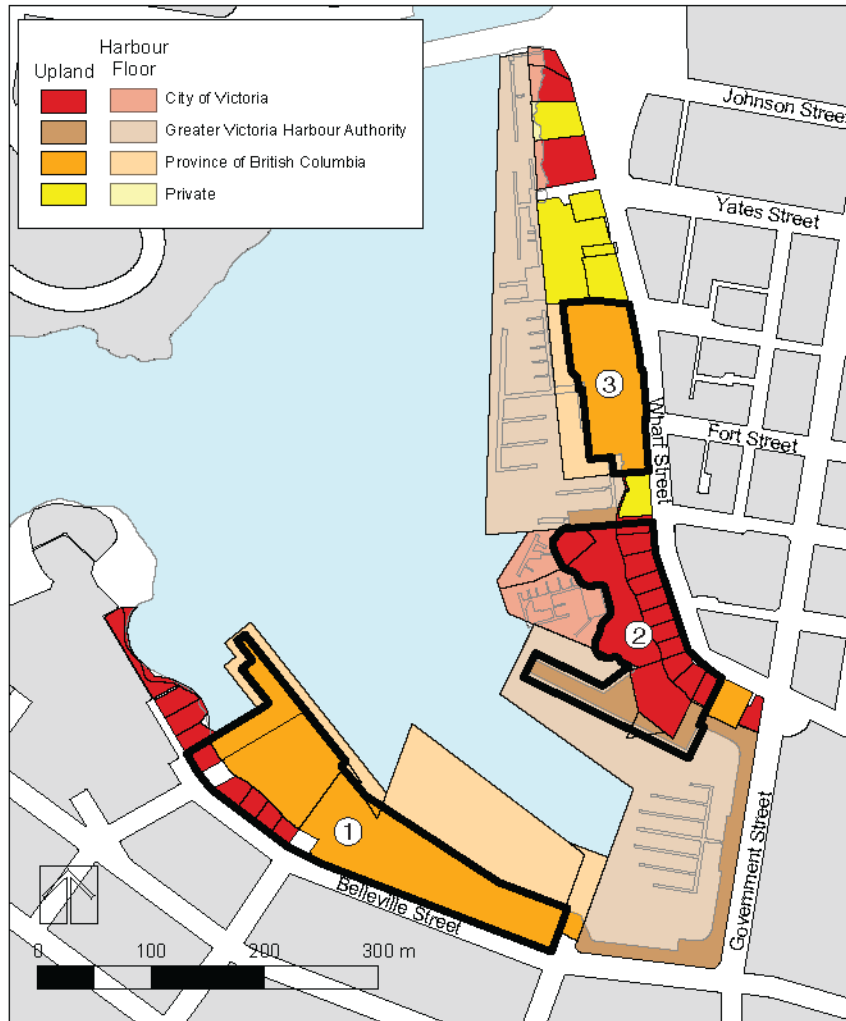 Upland
Harbour
Floor
City of Victoria
Greater Victoria Harbour Authority
Province of British Columbia
Private
Johnson Street
Yates Street
3
Wharf Street
Fort Street
2
1
Belleville Street
Government Street
0 100 200 300 m